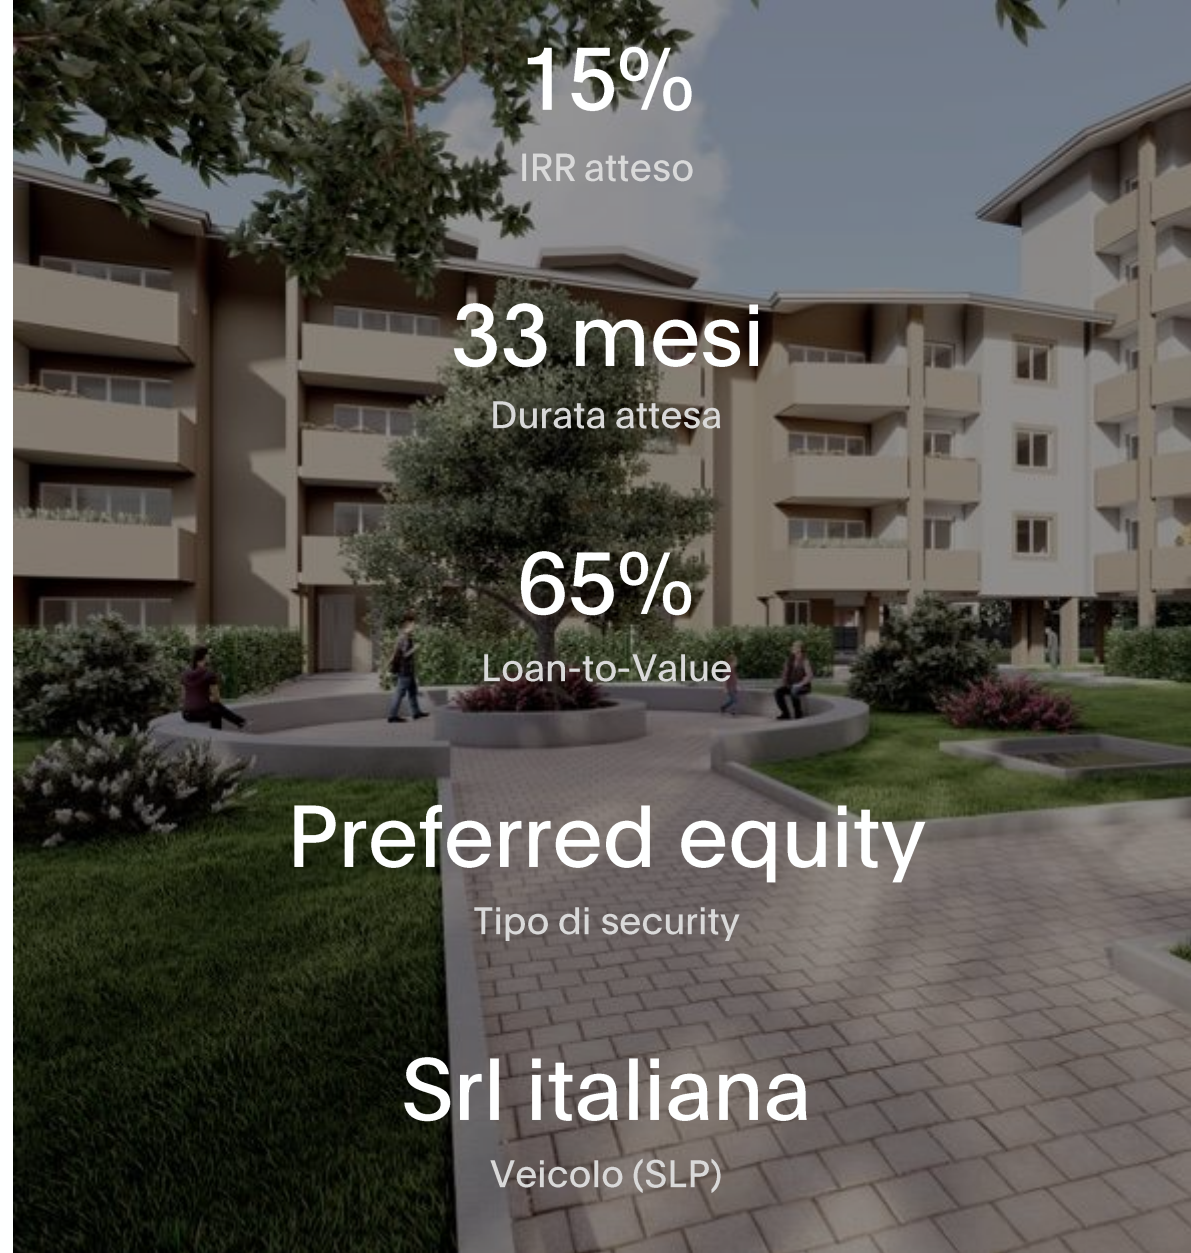 15%
IRR atteso
33 mesi
Durata attesa
65%
Loan-to-Value
Preferred equity
Tipo di security
Srl italiana
Veicolo (SLP)